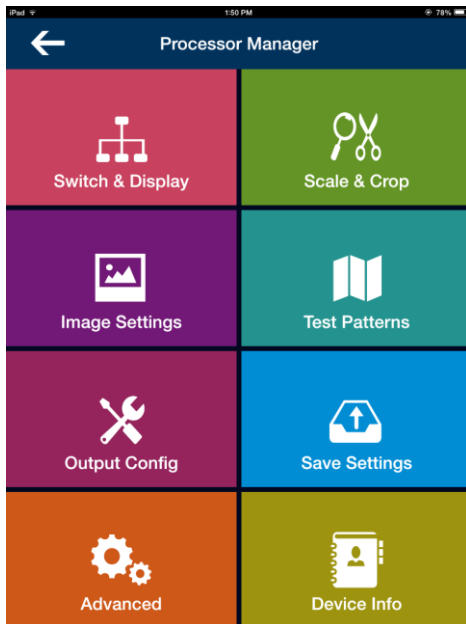 iPad 1:50 PM 78%
Processor Manager
Switch & Display Scale & Crop
Image Settings Test Patterns
Output Config Save Settings
Advanced Device Info